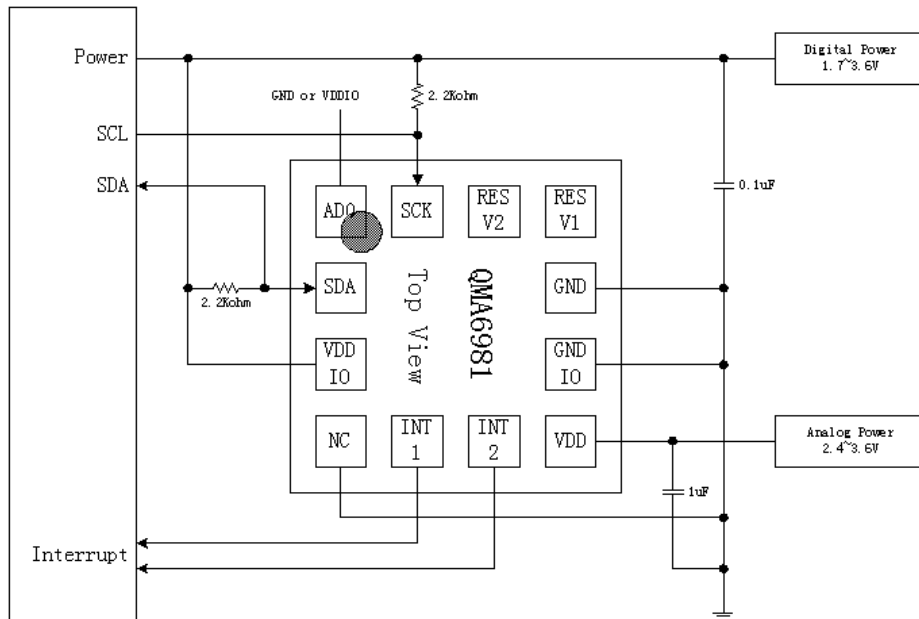 Power
Digital Power
1.7~3.6V
GND or VDDIO
2.2Kohm
SCL
SDA
0.1uF
AD0
SCK
RES
V2
RES
V1
2.2Kohm
SDA
GND
QMA6981
Top View
VDD
IO
GND
IO
NC
INT
1
INT
2
VDD
Analog Power
2.4~3.6V
1uF
Interrupt